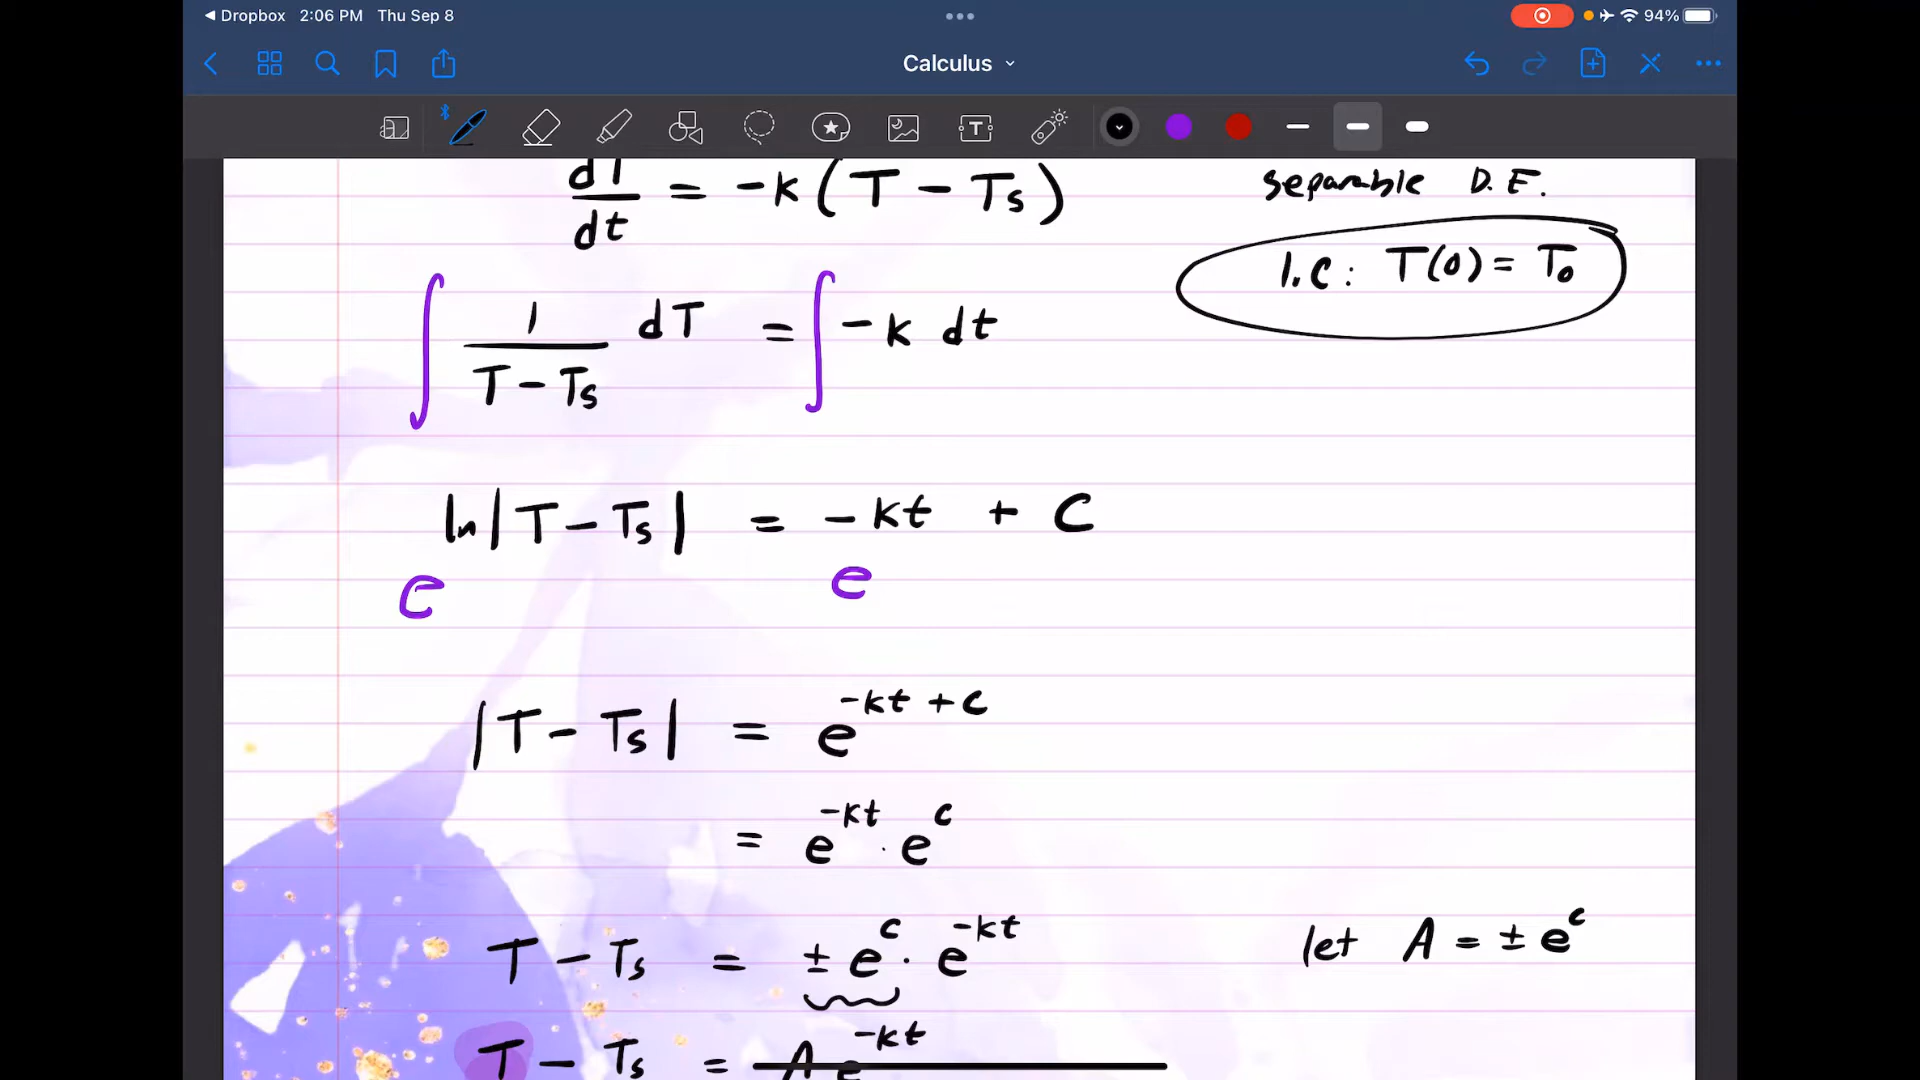 Dropbox 2:06 PM Thu Sep 8 94%
Calculus
dT/dt = -k(T - Ts)
separable D.E.
I.C: T(0) = T₀
∫ 1/(T - Ts) dT = ∫ -k dt
ln|T - Ts| = -kt + C
e e
|T - Ts| = e^(-kt + c)
= e^(-kt) · e^c
T - Ts = ± e^c · e^(-kt)
let A = ± e^c
T - Ts = A e^(-kt)